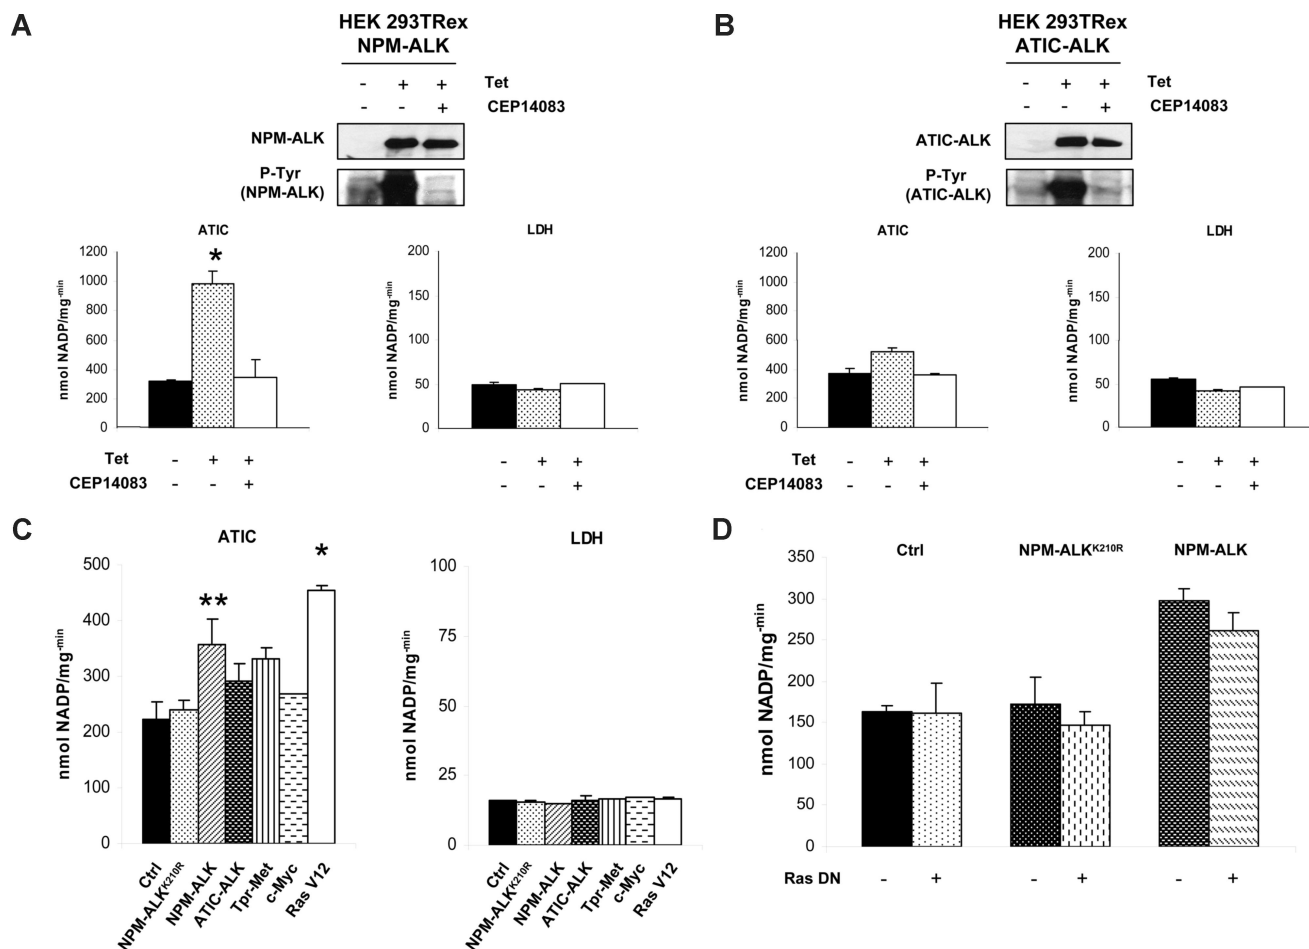 A
HEK 293TRex
NPM-ALK
- + + Tet
- - + CEP14083
NPM-ALK
P-Tyr
(NPM-ALK)
ATIC
*
nmol NADP/mg-min
1200
1000
800
600
400
200
0
Tet - + +
CEP14083 - - +
LDH
nmol NADP/mg-min
200
150
100
50
0
- + +
- - +
B
HEK 293TRex
ATIC-ALK
- + + Tet
- - + CEP14083
ATIC-ALK
P-Tyr
(ATIC-ALK)
ATIC
nmol NADP/mg-min
1200
1000
800
600
400
200
0
Tet - + +
CEP14083 - - +
LDH
nmol NADP/mg-min
200
150
100
50
0
- + +
- - +
C
ATIC
** *
nmol NADP/mg-min
500
400
300
200
100
0
Ctrl
NPM-ALKK210R
NPM-ALK
ATIC-ALK
Tpr-Met
c-Myc
Ras V12
LDH
nmol NADP/mg-min
100
75
50
25
0
Ctrl
NPM-ALKK210R
NPM-ALK
ATIC-ALK
Tpr-Met
c-Myc
Ras V12
D
Ctrl NPM-ALKK210R NPM-ALK
nmol NADP/mg-min
350
300
250
200
150
100
50
0
Ras DN - + - + - +